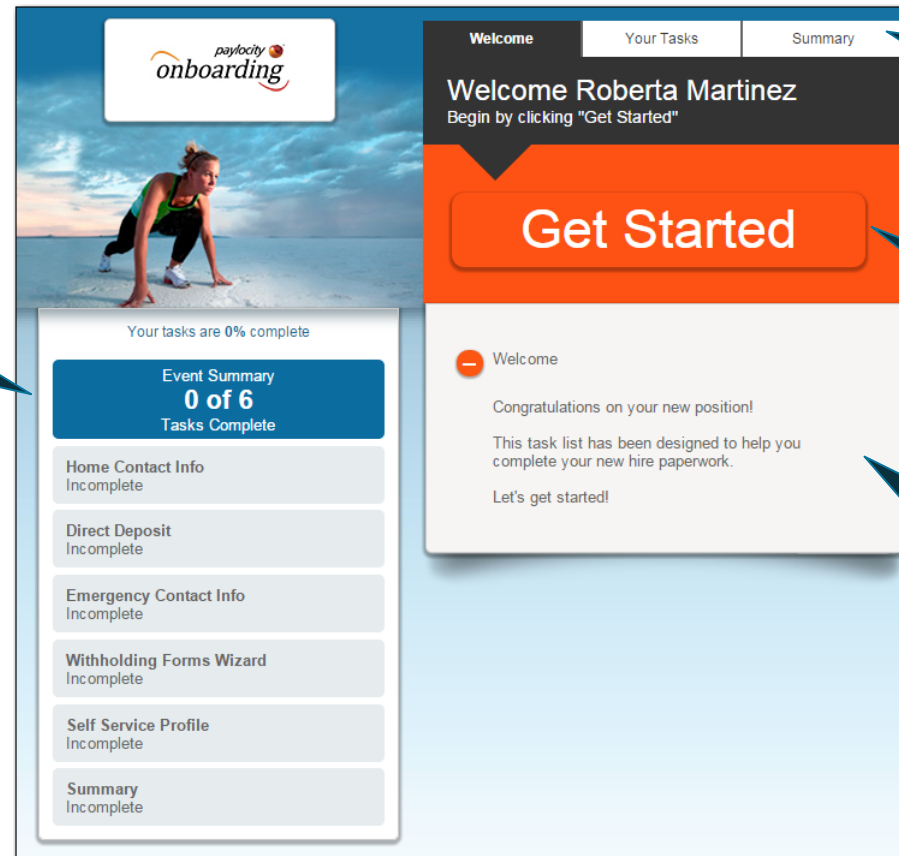 paylocity
onboarding
Welcome
Your Tasks
Summary
Welcome Roberta Martinez
Begin by clicking "Get Started"
Get Started
Your tasks are 0% complete
Event Summary
0 of 6
Tasks Complete
Home Contact Info
Incomplete
Direct Deposit
Incomplete
Emergency Contact Info
Incomplete
Withholding Forms Wizard
Incomplete
Self Service Profile
Incomplete
Summary
Incomplete
Welcome
Congratulations on your new position!
This task list has been designed to help you
complete your new hire paperwork.
Let's get started!